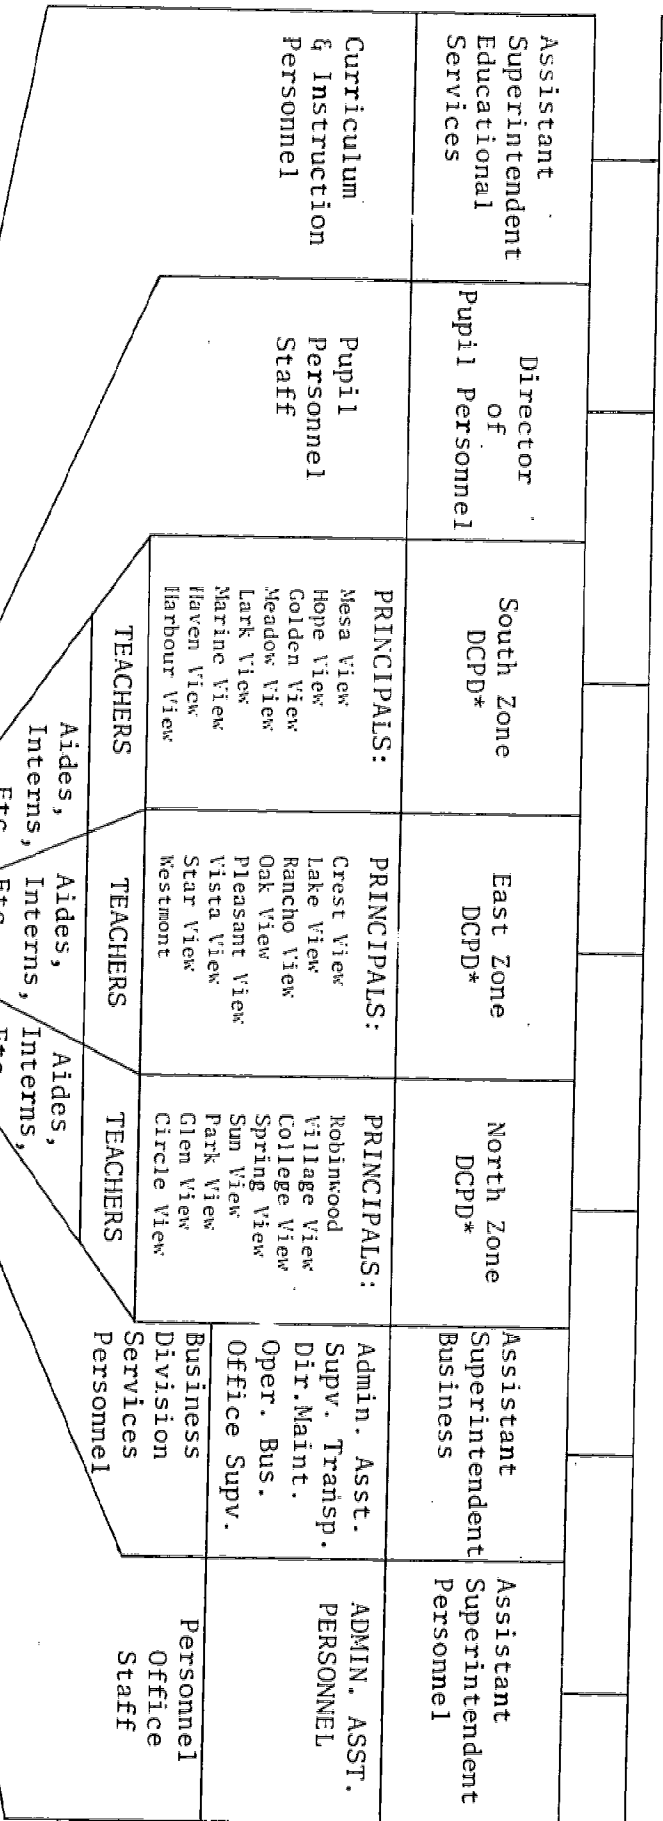 Assistant
Superintendent
Educational
Services
Curriculum
& Instruction
Personnel
Director
of
Pupil Personnel
Pupil
Personnel
Staff
South Zone
DCPD*
PRINCIPALS:
Mesa View
Hope View
Golden View
Meadow View
Lark View
Marine View
Haven View
Harbour View
TEACHERS
Aides,
Interns,
Etc
East Zone
DCPD*
PRINCIPALS:
Crest View
Lake View
Rancho View
Oak View
Pleasant View
Vista View
Star View
Westmont
TEACHERS
Aides,
Interns,
Etc
North Zone
DCPD*
PRINCIPALS:
Robinwood
Village View
College View
Spring View
Sun View
Park View
Glen View
Circle View
TEACHERS
Aides,
Interns,
Etc
Assistant
Superintendent
Business
Admin. Asst.
Supv. Transp.
Dir.Maint.
Oper. Bus.
Office Supv.
Business
Division
Services
Personnel
Assistant
Superintendent
Personnel
ADMIN. ASST.
PERSONNEL
Personnel
Office
Staff